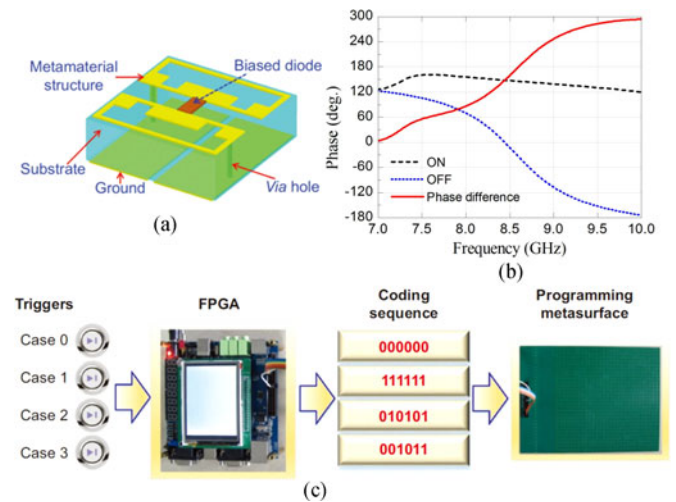 (a)
Metamaterial
structure
Biased diode
Substrate
Ground
Via hole
300
240
180
120
60
0
-60
-120
-180
Phase (deg.)
ON
OFF
Phase difference
7.0 7.5 8.0 8.5 9.0 9.5 10.0
Frequency (GHz)
(a)
(b)
Triggers
FPGA
Coding
sequence
Programming
metasurface
Case 0
Case 1
Case 2
Case 3
000000
111111
010101
001011
(c)